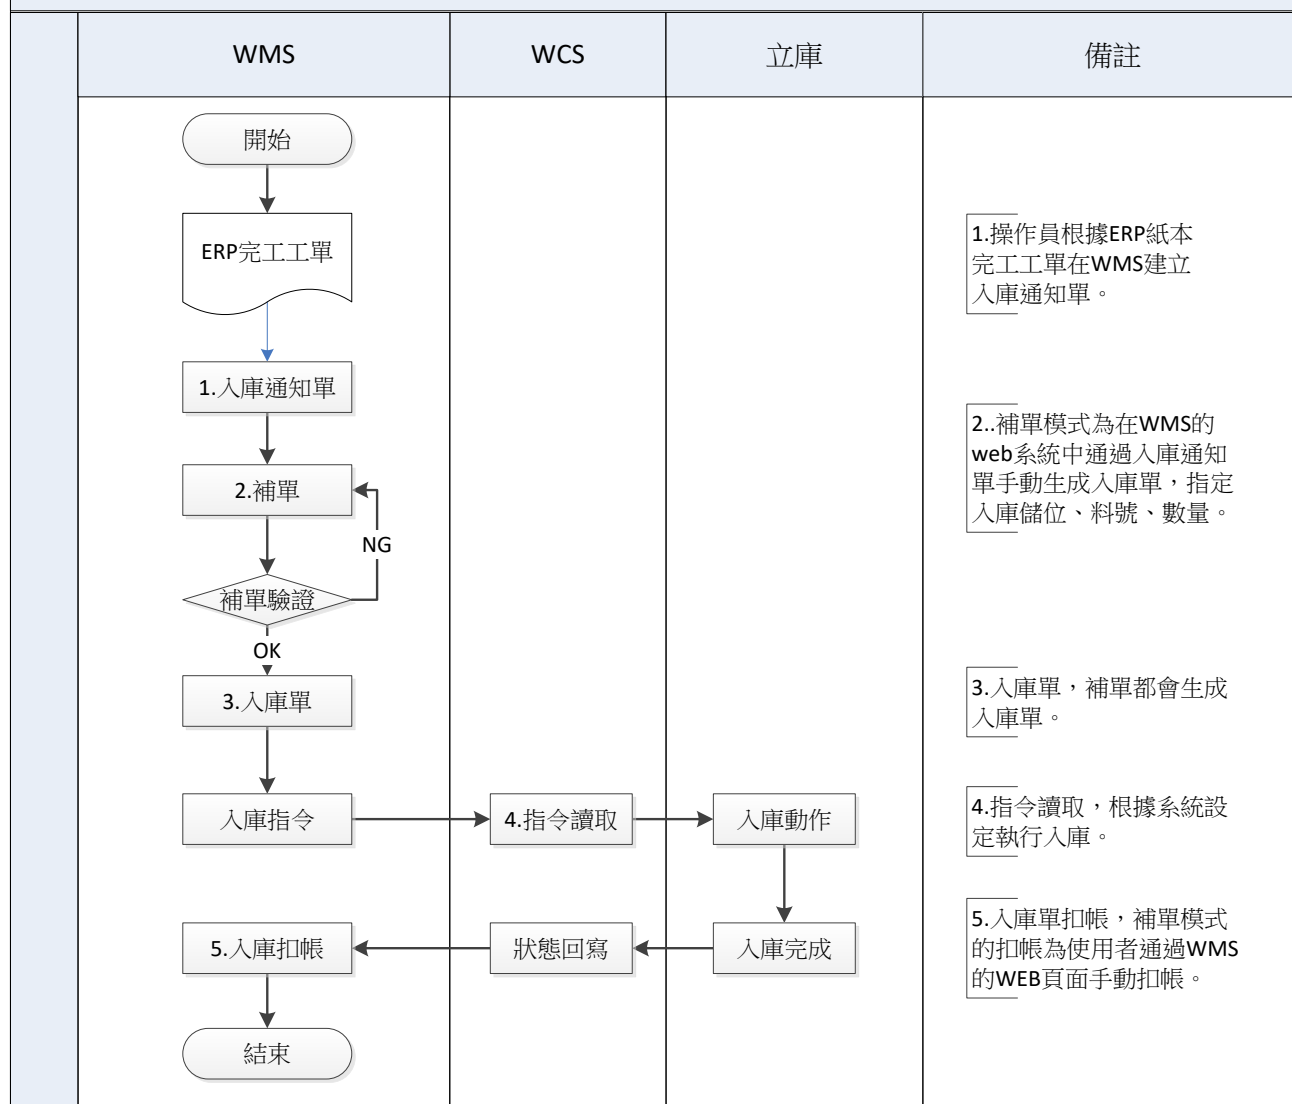 WMS
WCS
立庫
備註
開始
ERP完工工單
1.操作員根據ERP紙本
完工工單在WMS建立
入庫通知單。
1.入庫通知單
2..補單模式為在WMS的
web系統中通過入庫通知
單手動生成入庫單，指定
入庫儲位、料號、數量。
2.補單
NG
補單驗證
OK
3.入庫單
3.入庫單，補單都會生成
入庫單。
入庫指令
4.指令讀取
入庫動作
4.指令讀取，根據系統設
定執行入庫。
5.入庫扣帳
狀態回寫
入庫完成
5.入庫單扣帳，補單模式
的扣帳為使用者通過WMS
的WEB頁面手動扣帳。
結束